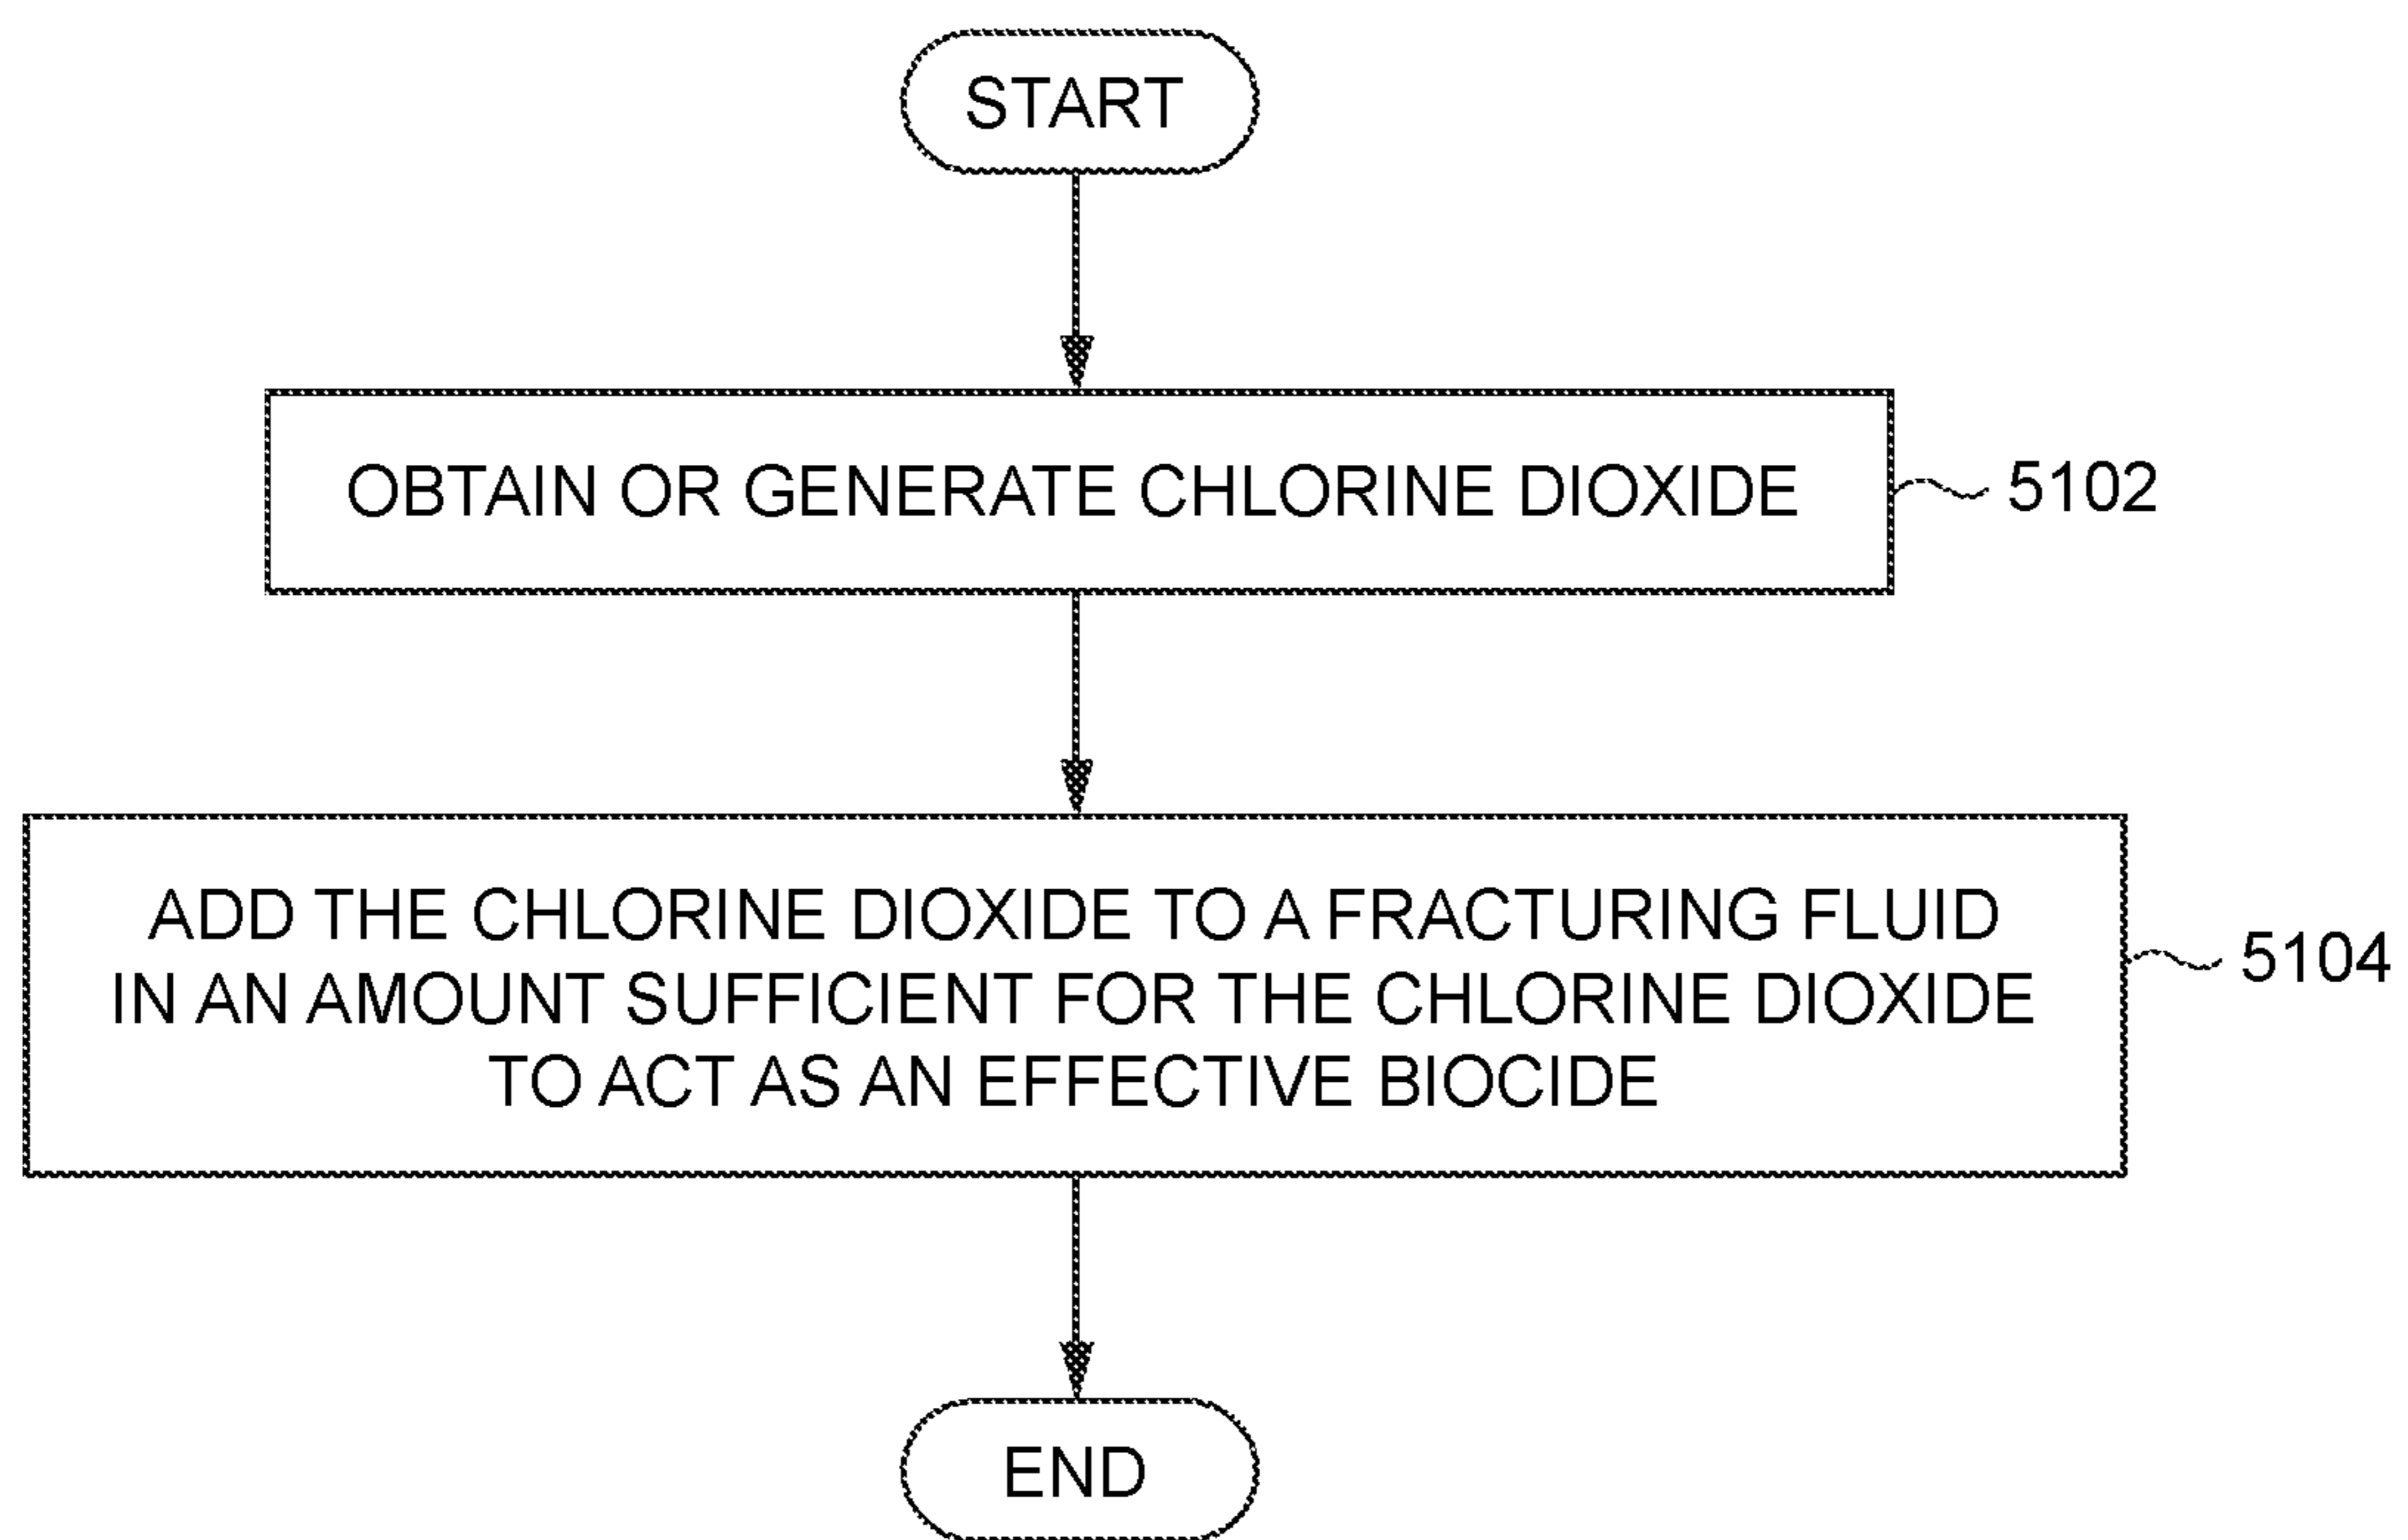 START
OBTAIN OR GENERATE CHLORINE DIOXIDE
5102
ADD THE CHLORINE DIOXIDE TO A FRACTURING FLUID
IN AN AMOUNT SUFFICIENT FOR THE CHLORINE DIOXIDE
TO ACT AS AN EFFECTIVE BIOCIDE
5104
END